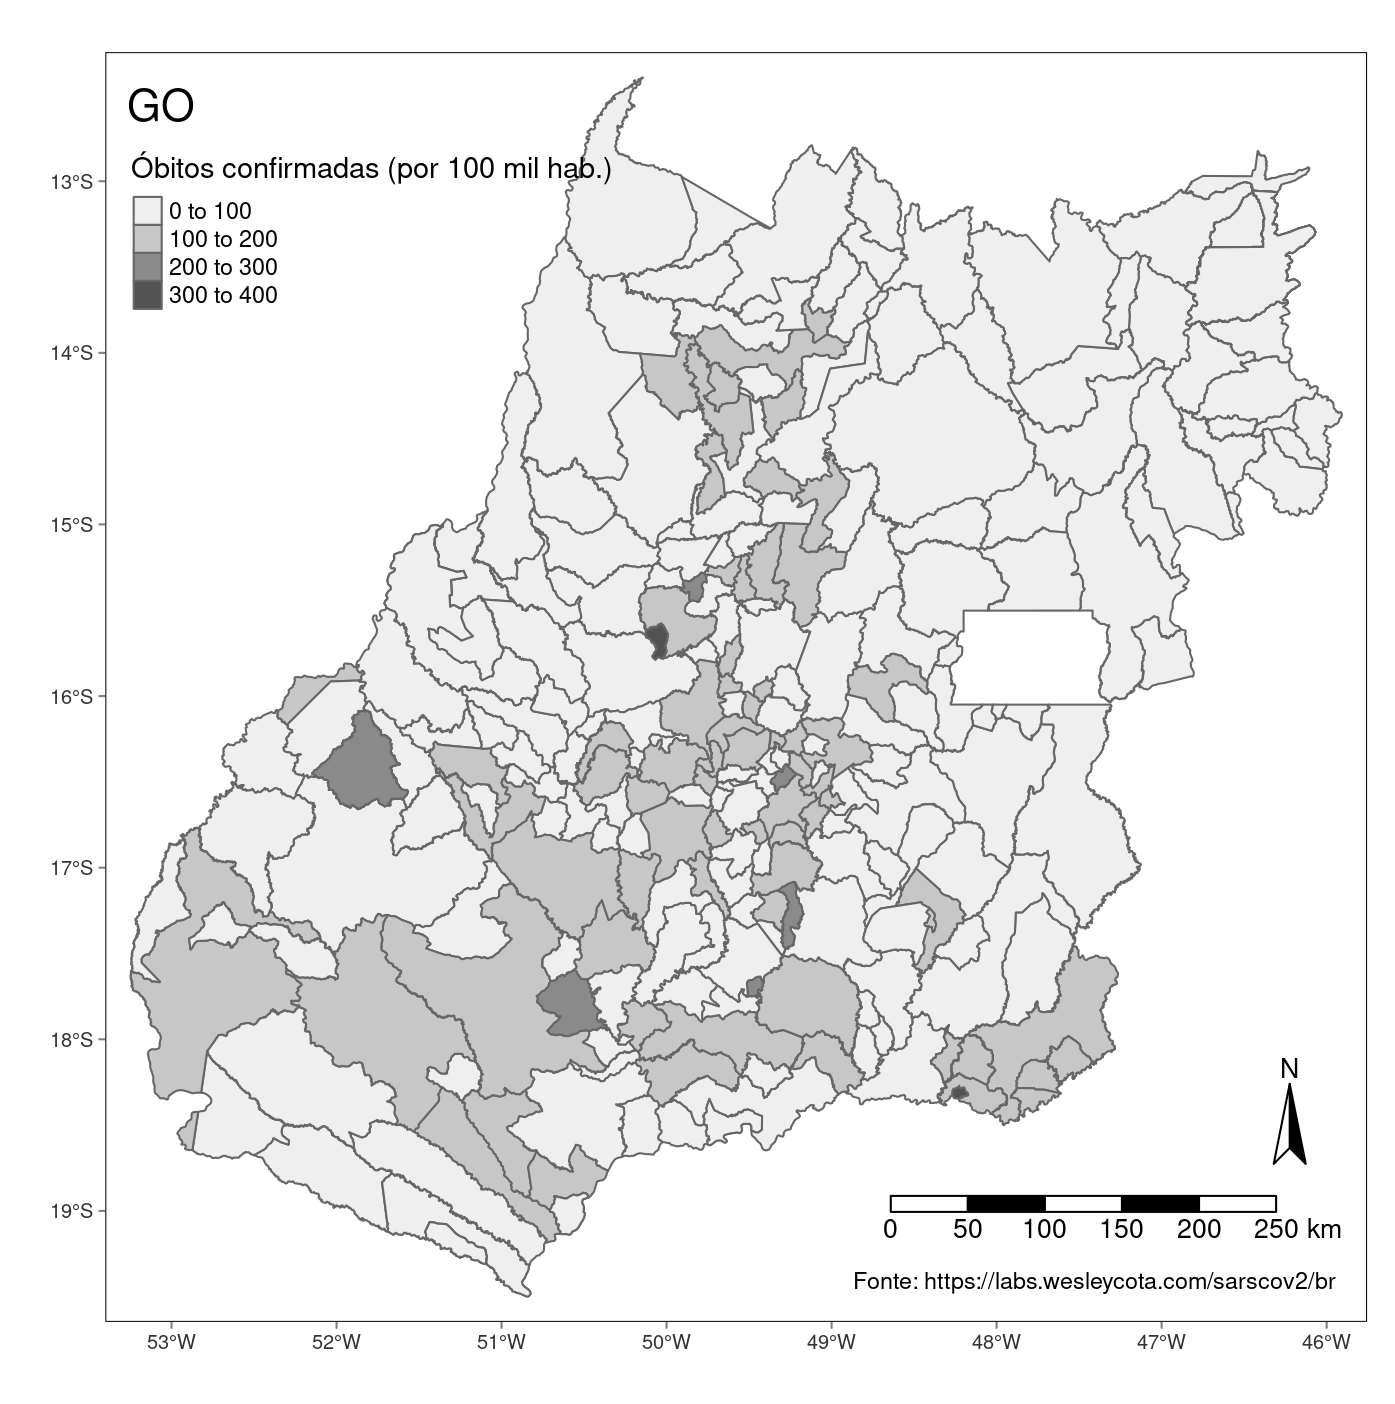 GO
Óbitos confirmadas (por 100 mil hab.)
0 to 100
100 to 200
200 to 300
300 to 400
13°S
14°S
15°S
16°S
17°S
18°S
19°S
N
0 50 100 150 200 250 km
Fonte: https://labs.wesleycota.com/sarscov2/br
53°W 52°W 51°W 50°W 49°W 48°W 47°W 46°W